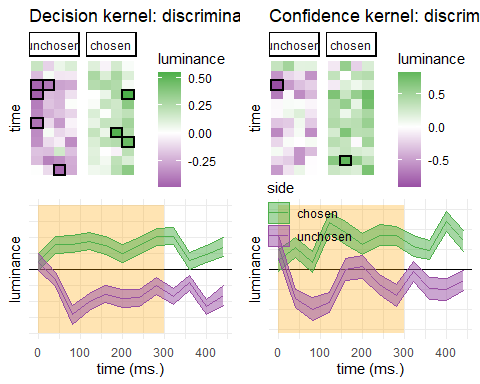 Decision kernel: discrimina
Confidence kernel: discrim
unchosen
chosen
luminance
0.50
0.25
0.00
-0.25
time
unchosen
chosen
luminance
0.5
0.0
-0.5
time
luminance
0
100
200
300
400
time (ms.)
side
chosen
unchosen
luminance
0
100
200
300
400
time (ms.)